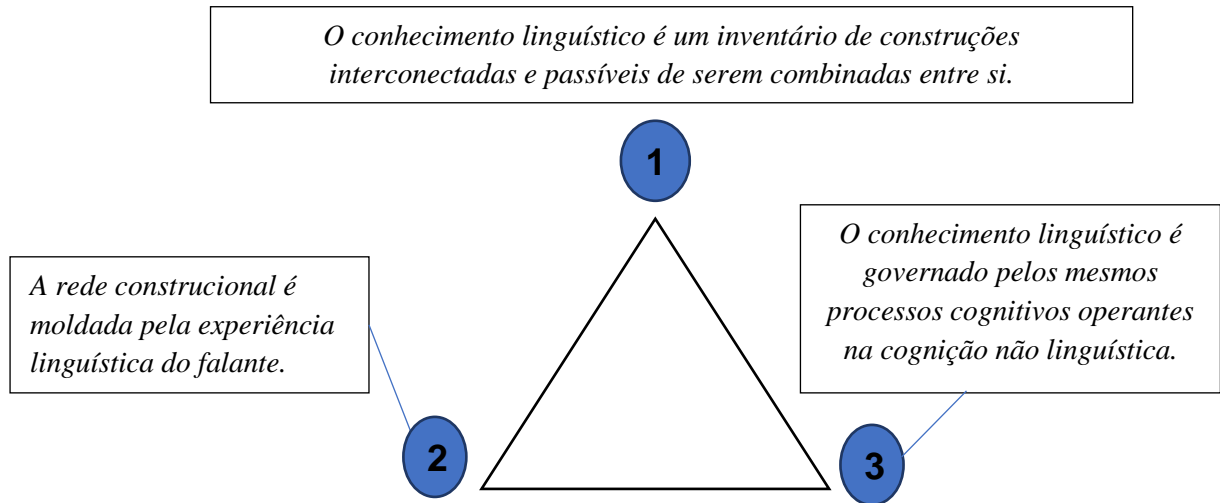 O conhecimento linguístico é um inventário de construções
interconectadas e passíveis de serem combinadas entre si.
1
A rede construcional é
moldada pela experiência
linguística do falante.
O conhecimento linguístico é
governado pelos mesmos
processos cognitivos operantes
na cognição não linguística.
2
3